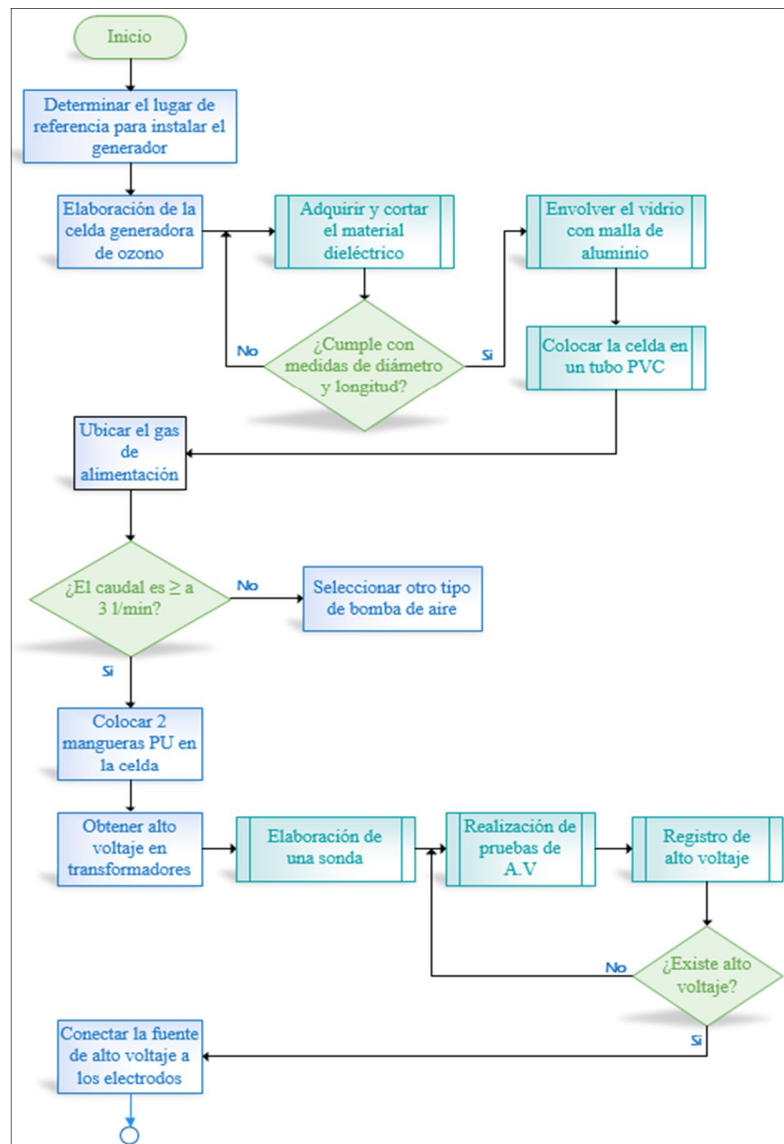 Inicio
Determinar el lugar de
referencia para instalar el
generador
Elaboración de la
celda generadora
de ozono
Adquirir y cortar
el material
dieléctrico
Envolver el vidrio
con malla de
aluminio
¿Cumple con
medidas de diámetro
y longitud?
No
Si
Colocar la celda en
un tubo PVC
Ubicar el gas
de
alimentación
¿El caudal es ≥ a
3 l/min?
No
Seleccionar otro tipo
de bomba de aire
Si
Colocar 2
mangueras PU en
la celda
Obtener alto
voltaje en
transformadores
Elaboración de
una sonda
Realización de
pruebas de
A.V
Registro de
alto voltaje
¿Existe alto
voltaje?
No
Si
Conectar la fuente
de alto voltaje a
los electrodos